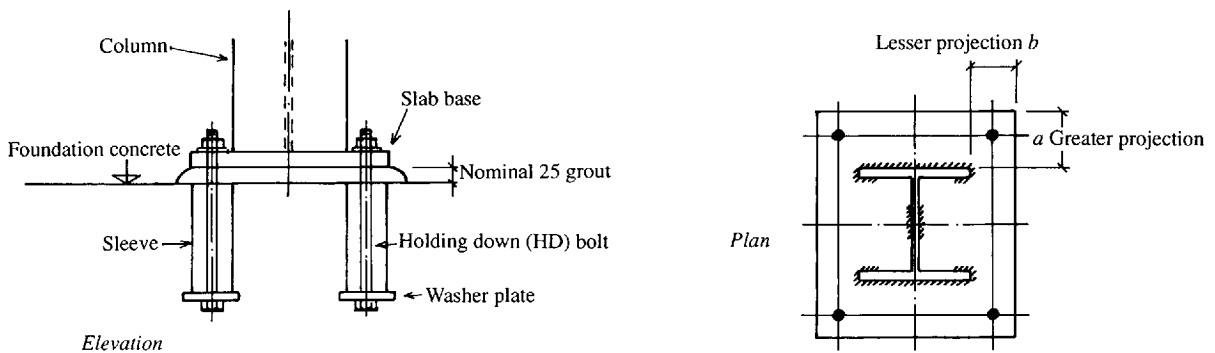 Column
Slab base
Foundation concrete
Nominal 25 grout
Sleeve
Holding down (HD) bolt
Washer plate
Elevation
Lesser projection b
a Greater projection
Plan